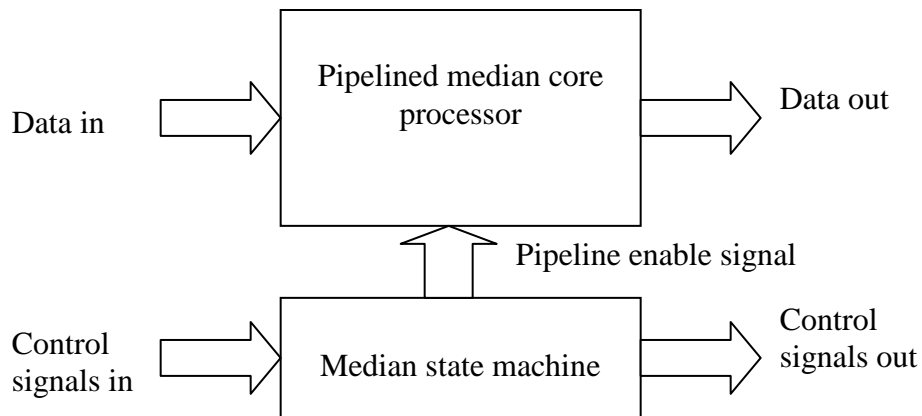 Pipelined median core
processor
Data in
Data out
Pipeline enable signal
Control
signals in
Median state machine
Control
signals out